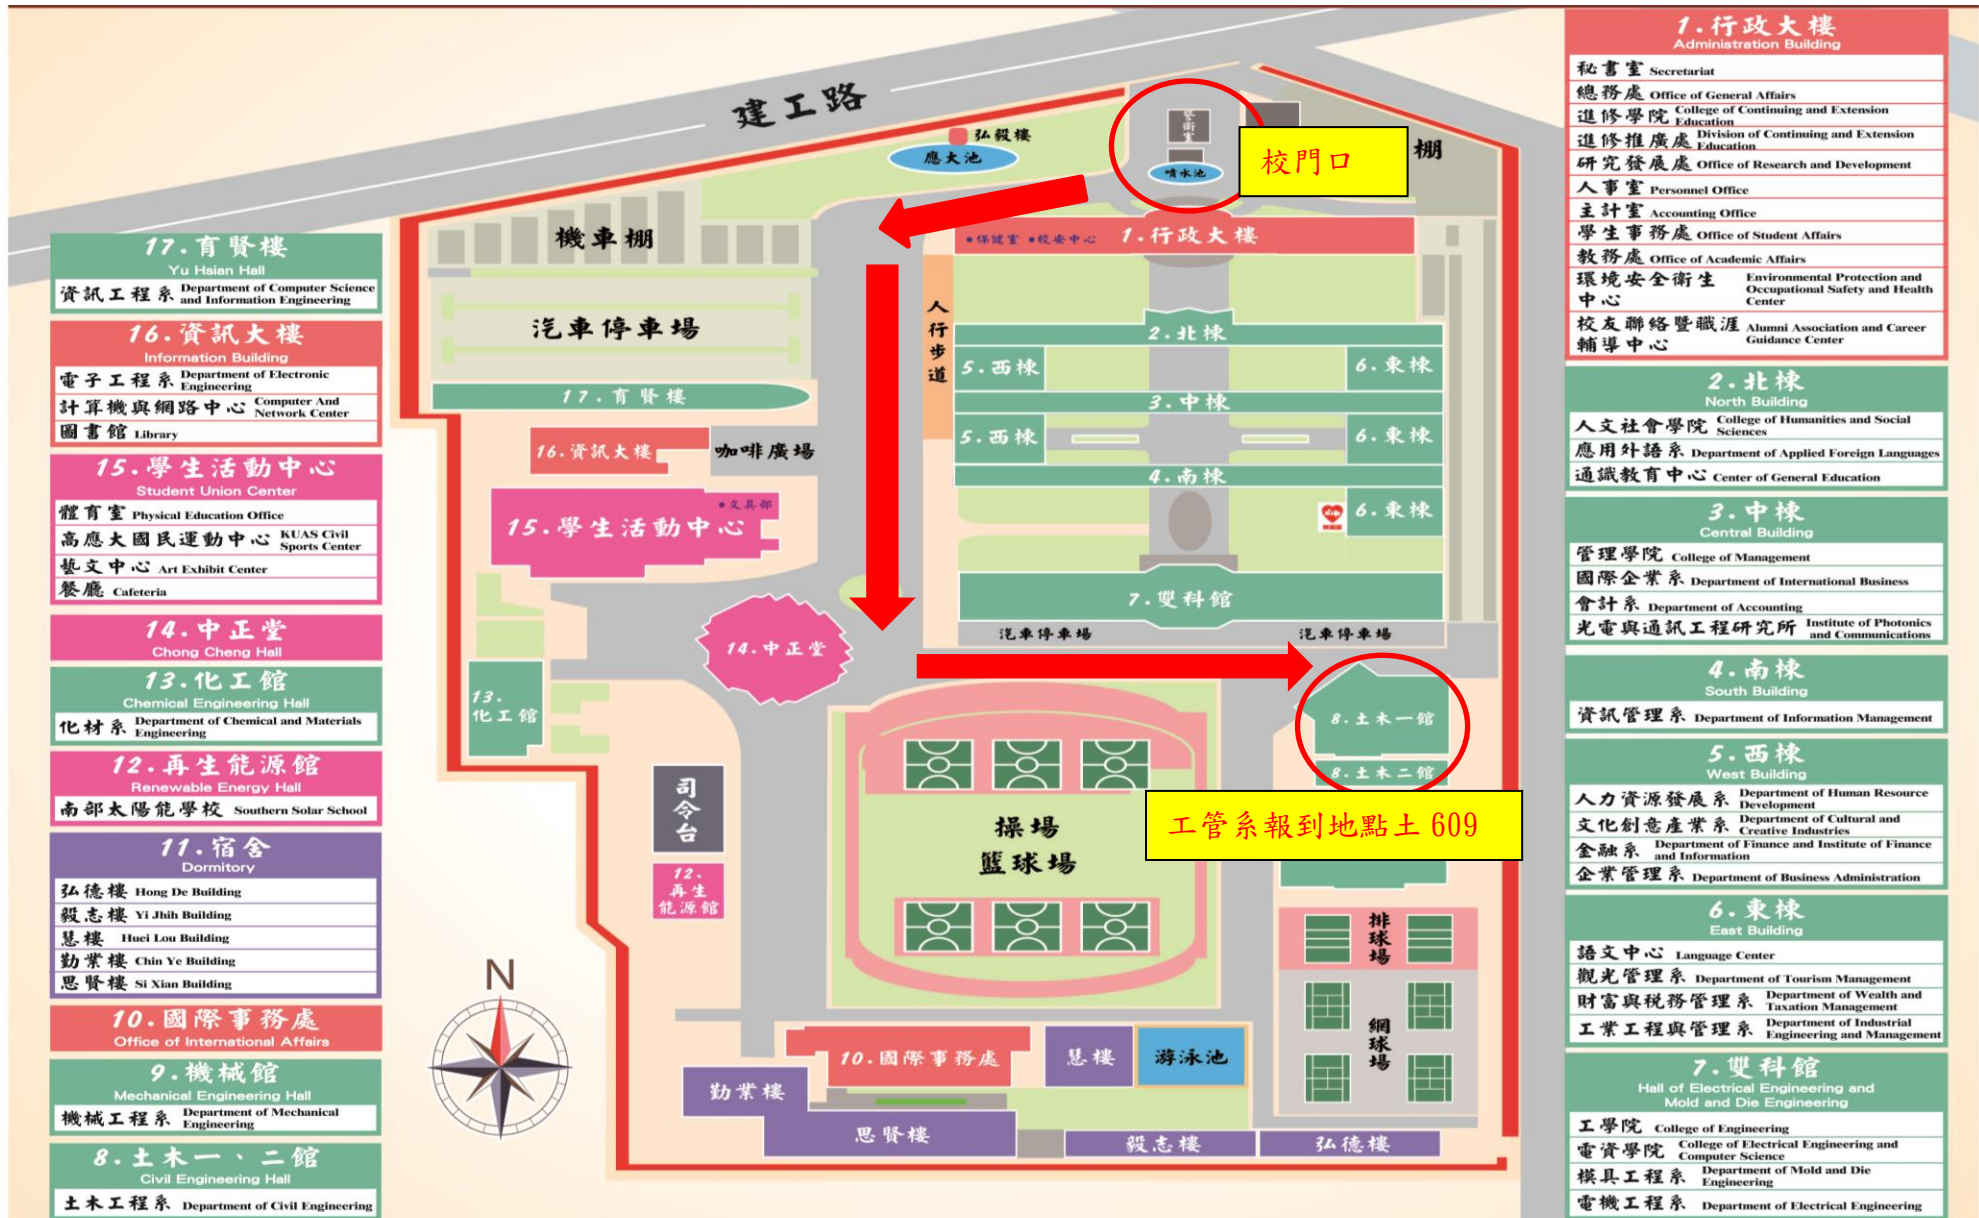 建工路
弘毅樓
應大池
警衛室
噴水池
校門口
棚
機車棚
汽車停車場
人行步道
●保健室 ●校安中心 1.行政大樓
2.北棟
5.西棟
6.東棟
3.中棟
5.西棟
6.東棟
4.南棟
6.東棟
7.雙科館
汽車停車場
汽車停車場
17.育賢樓
16.資訊大樓
咖啡廣場
●文具部
15.學生活動中心
14.中正堂
13.
化工館
8.土木一館
8.土木二館
工管系報到地點土 609
司令台
12.
再生
能源館
操場
籃球場
排球場
網球場
10.國際事務處
慧樓
游泳池
勤業樓
思賢樓
毅志樓
弘德樓
N
17.育賢樓
Yu Hsian Hall
資訊工程系 Department of Computer Science
and Information Engineering
16.資訊大樓
Information Building
電子工程系 Department of Electronic
Engineering
計算機與網路中心 Computer And
Network Center
圖書館 Library
15.學生活動中心
Student Union Center
體育室 Physical Education Office
高應大國民運動中心 KUAS Civil
Sports Center
藝文中心 Art Exhibit Center
餐廳 Cafeteria
14.中正堂
Chong Cheng Hall
13.化工館
Chemical Engineering Hall
化材系 Department of Chemical and Materials
Engineering
12.再生能源館
Renewable Energy Hall
南部太陽能學校 Southern Solar School
11.宿舍
Dormitory
弘德樓 Hong De Building
毅志樓 Yi Jhih Building
慧樓 Huei Lou Building
勤業樓 Chin Ye Building
思賢樓 Si Xian Building
10.國際事務處
Office of International Affairs
9.機械館
Mechanical Engineering Hall
機械工程系 Department of Mechanical
Engineering
8.土木一、二館
Civil Engineering Hall
土木工程系 Department of Civil Engineering
1.行政大樓
Administration Building
秘書室 Secretariat
總務處 Office of General Affairs
進修學院 College of Continuing and Extension
Education
進修推廣處 Division of Continuing and Extension
Education
研究發展處 Office of Research and Development
人事室 Personnel Office
主計室 Accounting Office
學生事務處 Office of Student Affairs
教務處 Office of Academic Affairs
環境安全衛生中心 Environmental Protection and
Occupational Safety and Health
Center
校友聯絡暨職涯輔導中心 Alumni Association and Career
Guidance Center
2.北棟
North Building
人文社會學院 College of Humanities and Social
Sciences
應用外語系 Department of Applied Foreign Languages
通識教育中心 Center of General Education
3.中棟
Central Building
管理學院 College of Management
國際企業系 Department of International Business
會計系 Department of Accounting
光電與通訊工程研究所 Institute of Photonics
and Communications
4.南棟
South Building
資訊管理系 Department of Information Management
5.西棟
West Building
人力資源發展系 Department of Human Resource
Development
文化創意產業系 Department of Cultural and
Creative Industries
金融系 Department of Finance and Institute of Finance
and Information
企業管理系 Department of Business Administration
6.東棟
East Building
語文中心 Language Center
觀光管理系 Department of Tourism Management
財富與稅務管理系 Department of Wealth and
Taxation Management
工業工程與管理系 Department of Industrial
Engineering and Management
7.雙科館
Hall of Electrical Engineering and
Mold and Die Engineering
工學院 College of Engineering
電資學院 College of Electrical Engineering and
Computer Science
模具工程系 Department of Mold and Die
Engineering
電機工程系 Department of Electrical Engineering